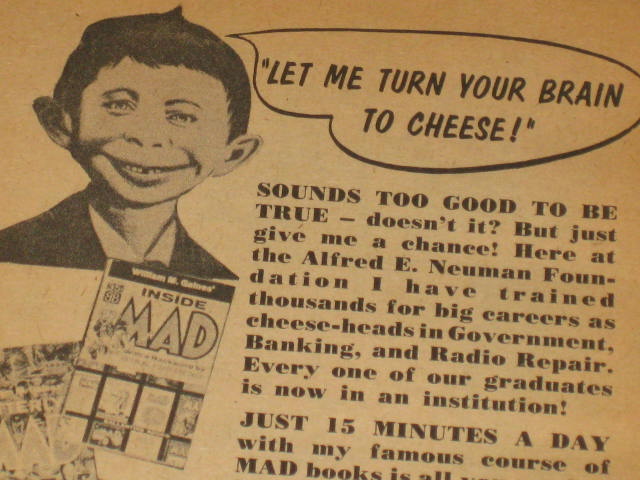 "LET ME TURN YOUR BRAIN
TO CHEESE!"
SOUNDS TOO GOOD TO BE
TRUE — doesn't it? But just
give me a chance! Here at
the Alfred E. Neuman Foun-
dation I have trained
thousands for big careers as
cheese-heads in Government,
Banking, and Radio Repair.
Every one of our graduates
is now in an institution!
JUST 15 MINUTES A DAY
with my famous course of
MAD books is all
William M. Gaines'
INSIDE
MAD